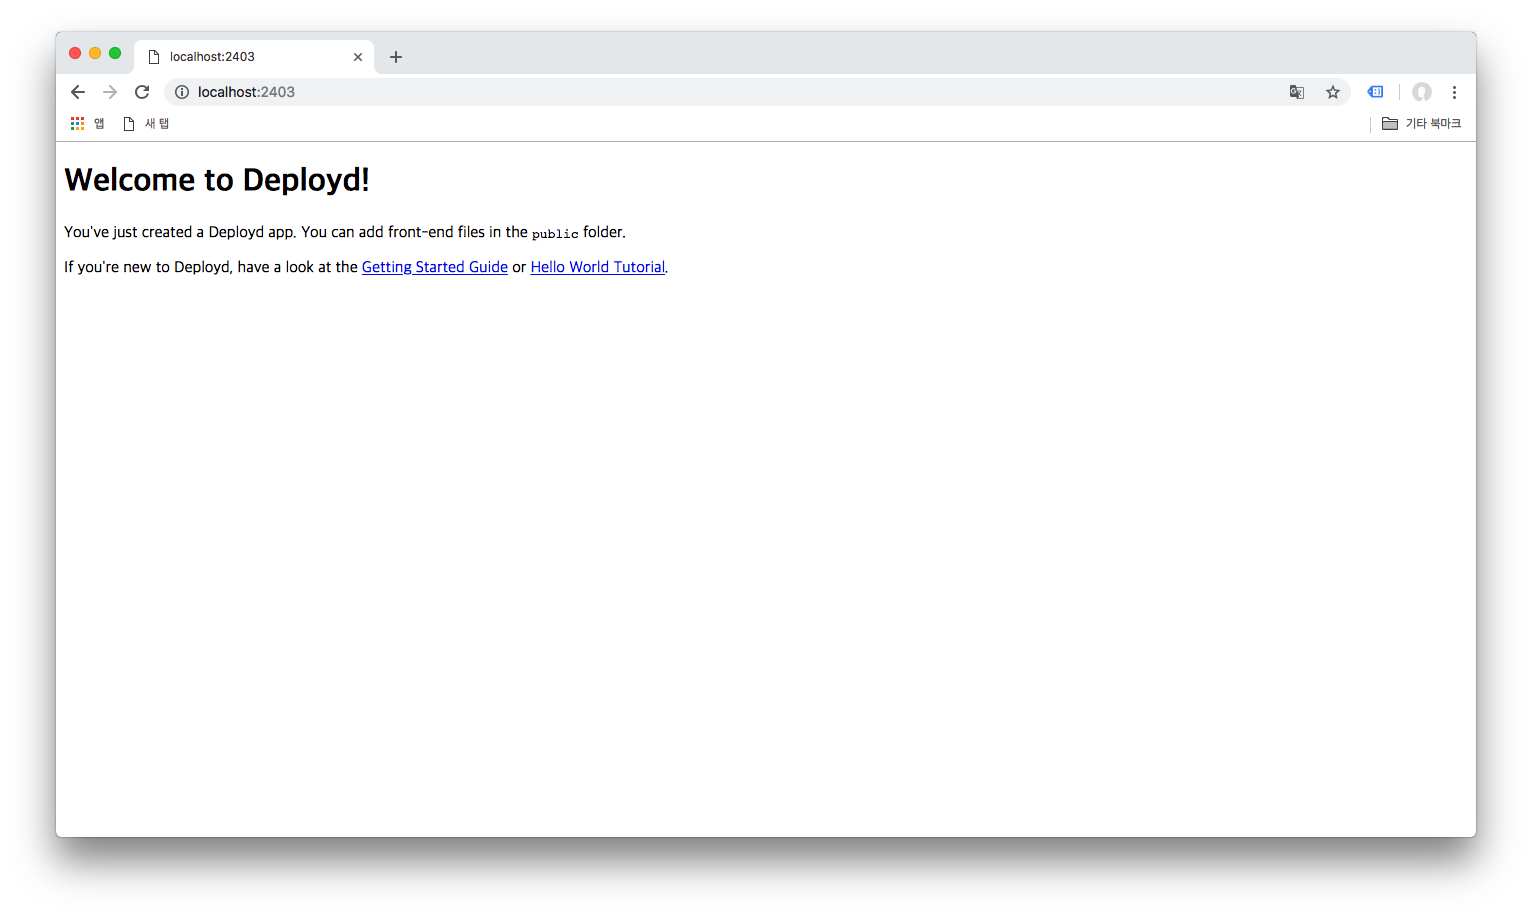 localhost:2403
localhost:2403
앱 새 탭 기타 북마크
Welcome to Deployd!
You've just created a Deployd app. You can add front-end files in the public folder.
If you're new to Deployd, have a look at the Getting Started Guide or Hello World Tutorial.